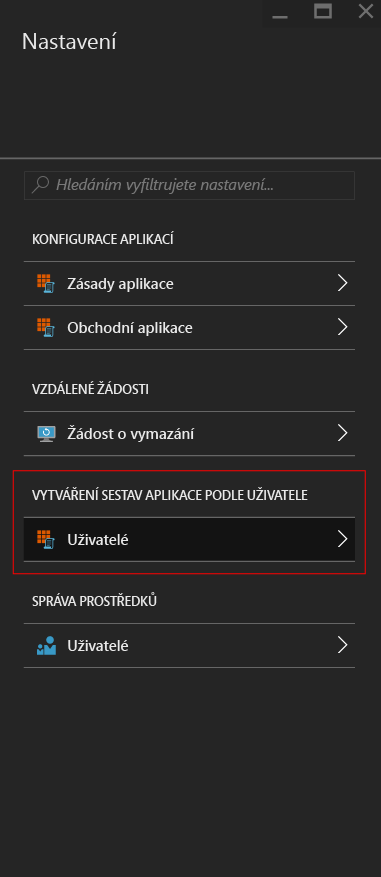 Nastavení
Hledáním vyfiltrujete nastavení...
KONFIGURACE APLIKACÍ
Zásady aplikace
Obchodní aplikace
VZDÁLENÉ ŽÁDOSTI
Žádost o vymazání
VYTVÁŘENÍ SESTAV APLIKACE PODLE UŽIVATELE
Uživatelé
SPRÁVA PROSTŘEDKŮ
Uživatelé